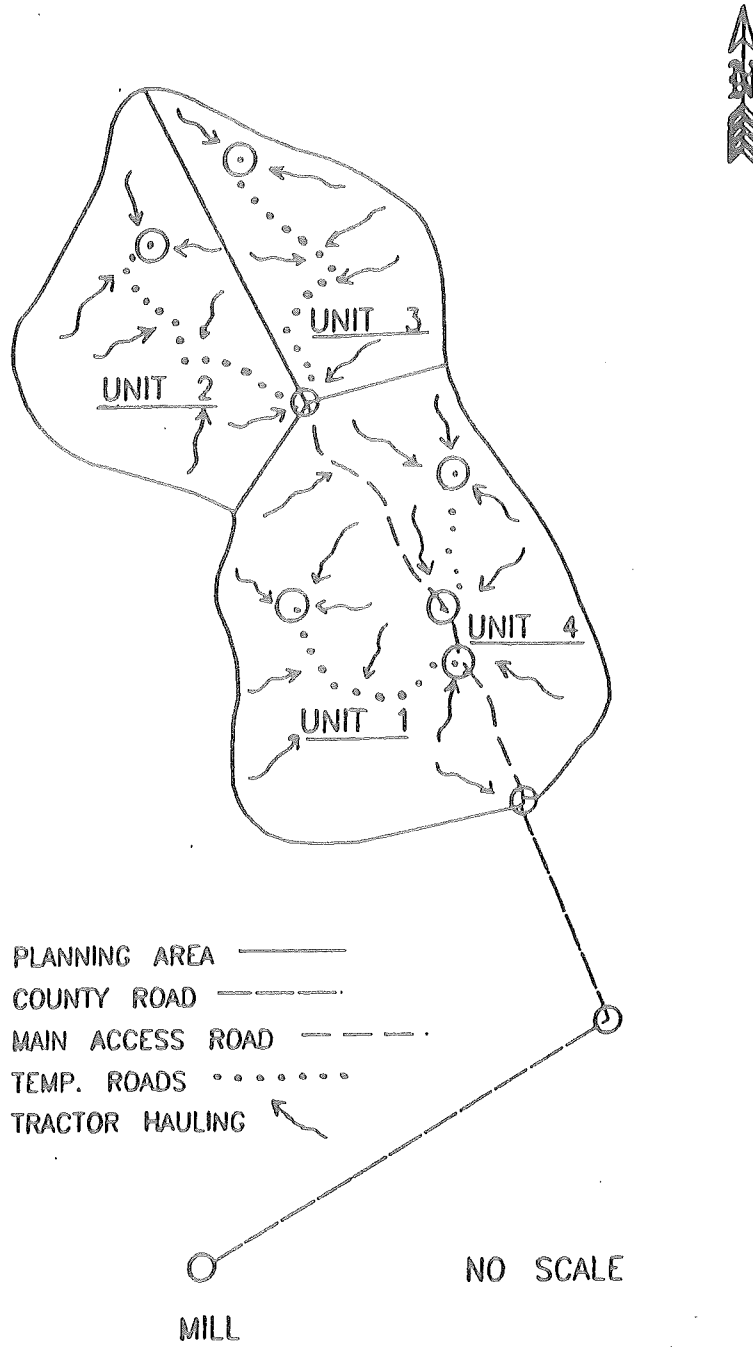 N
UNIT 3
UNIT 2
UNIT 4
UNIT 1
PLANNING AREA
COUNTY ROAD
MAIN ACCESS ROAD
TEMP. ROADS
TRACTOR HAULING
NO SCALE
MILL